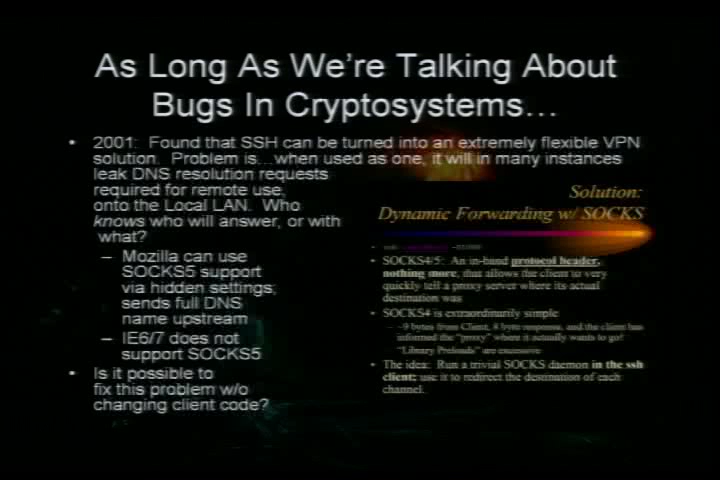 As Long As We're Talking About
Bugs In Cryptosystems…
• 2001: Found that SSH can be turned into an extremely flexible VPN
solution. Problem is…when used as one, it will in many instances
leak DNS resolution requests
required for remote use,
onto the Local LAN. Who
knows who will answer, or with
what?
– Mozilla can use
SOCKS5 support
via hidden settings;
sends full DNS
name upstream
– IE6/7 does not
support SOCKS5
• Is it possible to
fix this problem w/o
changing client code?
Solution:
Dynamic Forwarding w/ SOCKS
• SOCKS4/5: An in-band protocol header,
nothing more, that allows the client to very
quickly tell a proxy server where its actual
destination was
• SOCKS4 is extraordinarily simple
– ~9 bytes from Client, 8 byte response, and the client has
informed the "proxy" where it actually wants to go!
"Library Preloads" are excessive
• The idea: Run a trivial SOCKS daemon in the ssh
client; use it to redirect the destination of each
channel.